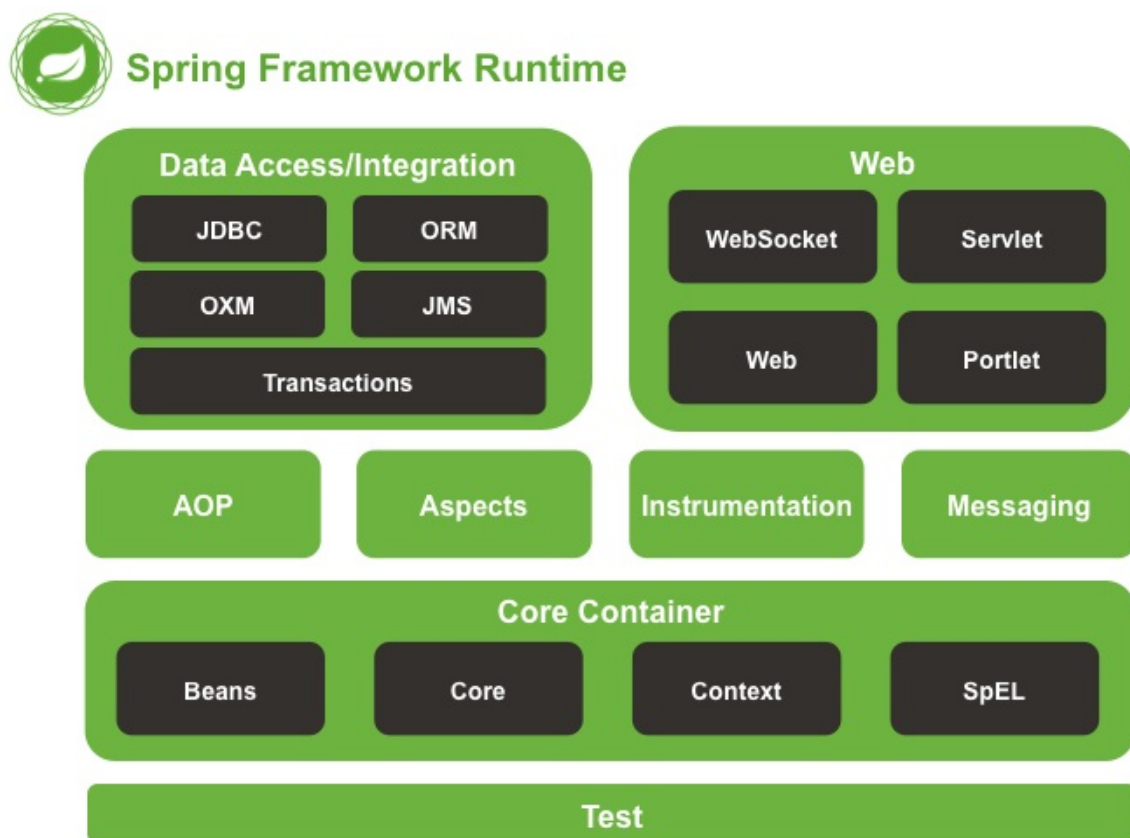 Spring Framework Runtime
Data Access/Integration
JDBC
ORM
OXM
JMS
Transactions
Web
WebSocket
Servlet
Web
Portlet
AOP
Aspects
Instrumentation
Messaging
Core Container
Beans
Core
Context
SpEL
Test